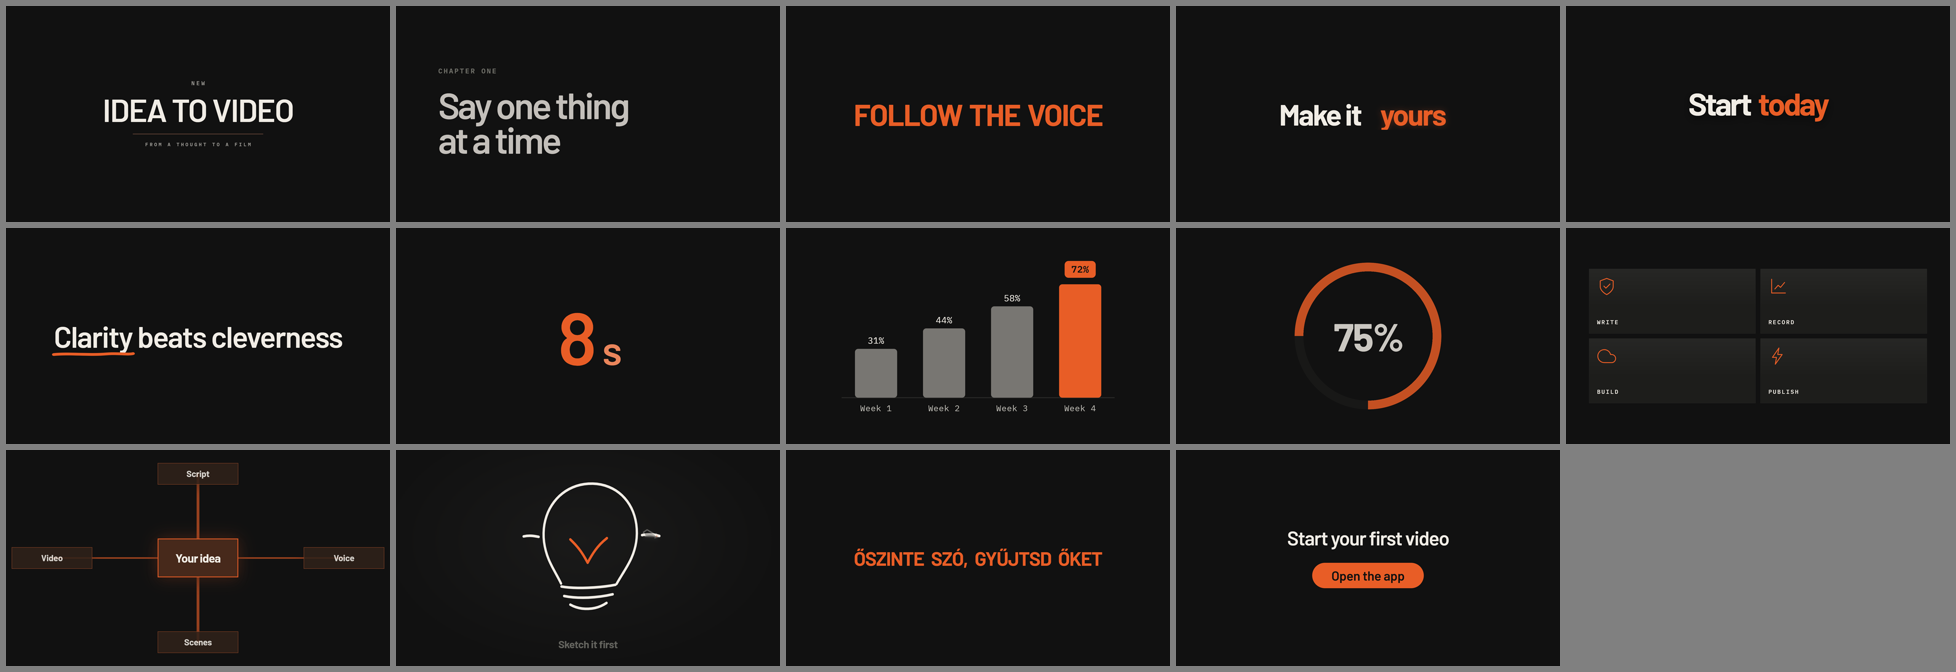 NEW
IDEA TO VIDEO
FROM A THOUGHT TO A FILM
CHAPTER ONE
Say one thing
at a time
FOLLOW THE VOICE
Make it yours
Start today
Clarity beats cleverness
8 s
31%
44%
58%
72%
Week 1
Week 2
Week 3
Week 4
75%
WRITE
RECORD
BUILD
PUBLISH
Script
Video
Your idea
Voice
Scenes
Sketch it first
ŐSZINTE SZÓ, GYŰJTSD ŐKET
Start your first video
Open the app